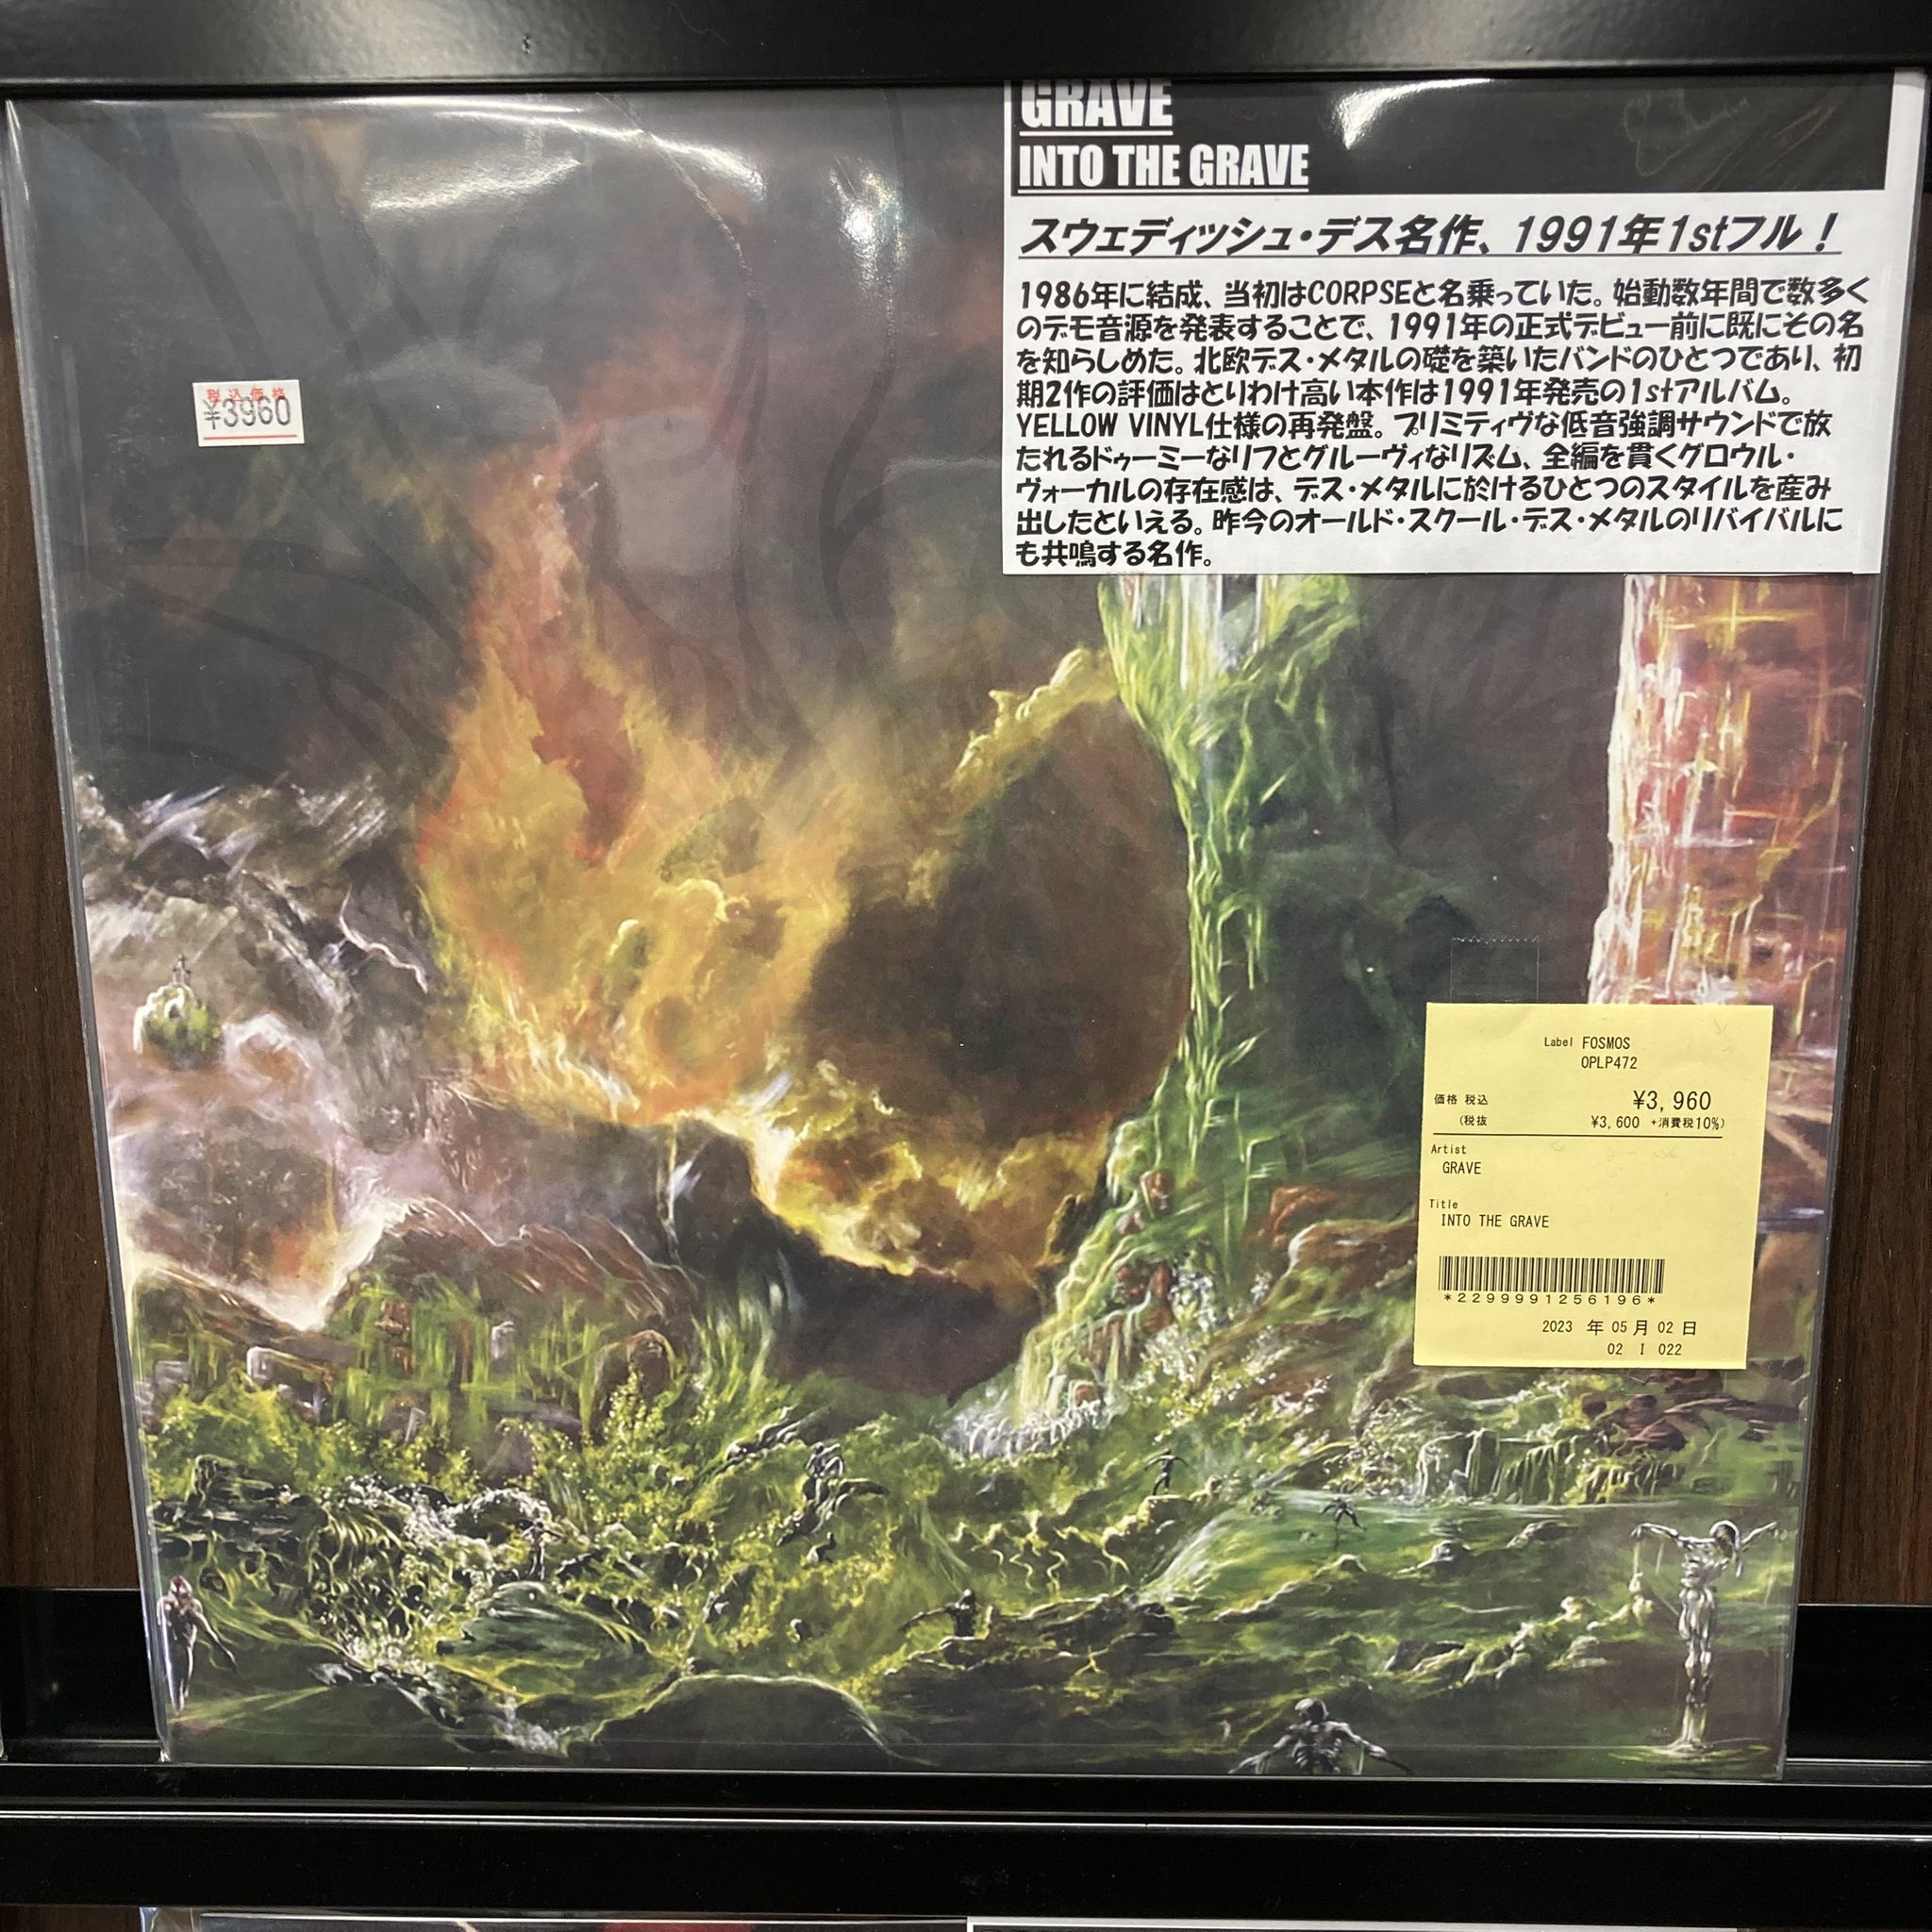 GRAVE
INTO THE GRAVE
スウェディッシュ・デス名作、1991年1stフル！
1986年に結成、当初はCORPSEと名乗っていた。始動数年間で数多く
のデモ音源を発表することで、1991年の正式デビュー前に既にその名
を知らしめた。北欧デス・メタルの礎を築いたバンドのひとつであり、初
期2作の評価はとりわけ高い本作は1991年発売の1stアルバム。
YELLOW VINYL仕様の再発盤。プリミティヴな低音強調サウンドで放
たれるドゥーミーなリフとグルーヴィなリズム、全編を貫くグロウル・
ヴォーカルの存在感は、デス・メタルに於けるひとつのスタイルを産み
出したといえる。昨今のオールド・スクール・デス・メタルのリバイバルに
も共鳴する名作。
税込価格
¥3960
Label FOSMOS
OPLP472
価格 税込 ¥3,960
(税抜 ¥3,600 +消費税10%)
Artist
GRAVE
Title
INTO THE GRAVE
*2299991256196*
2023 年 05 月 02 日
02 I 022